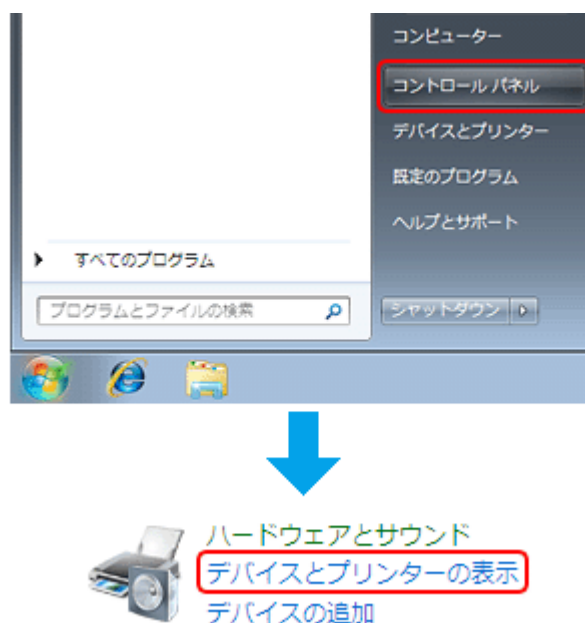 コンピューター
コントロール パネル
デバイスとプリンター
既定のプログラム
ヘルプとサポート
すべてのプログラム
プログラムとファイルの検索
シャットダウン
ハードウェアとサウンド
デバイスとプリンターの表示
デバイスの追加